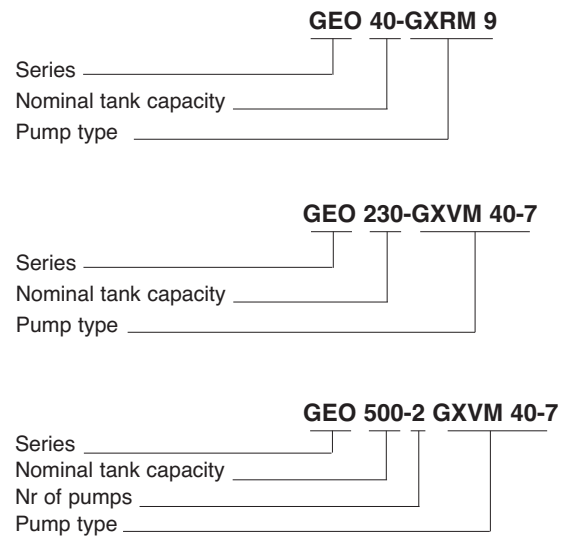 GEO 40-GXRM 9
Series
Nominal tank capacity
Pump type
GEO 230-GXVM 40-7
Series
Nominal tank capacity
Pump type
GEO 500-2 GXVM 40-7
Series
Nominal tank capacity
Nr of pumps
Pump type